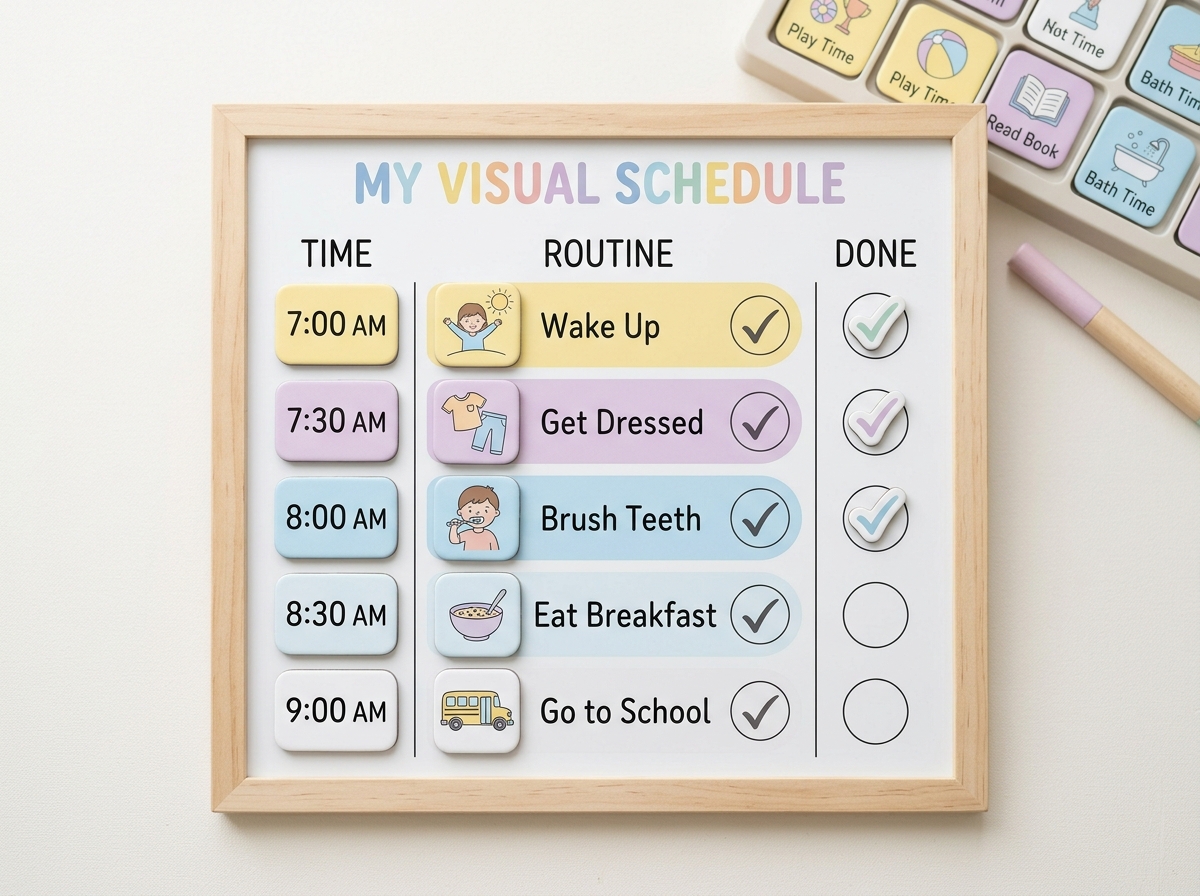 Play Time
Play Time
Not Time
Read Book
Bath Time
Bath Time
MY VISUAL SCHEDULE
TIME
ROUTINE
DONE
7:00 AM
Wake Up
7:30 AM
Get Dressed
8:00 AM
Brush Teeth
8:30 AM
Eat Breakfast
9:00 AM
Go to School